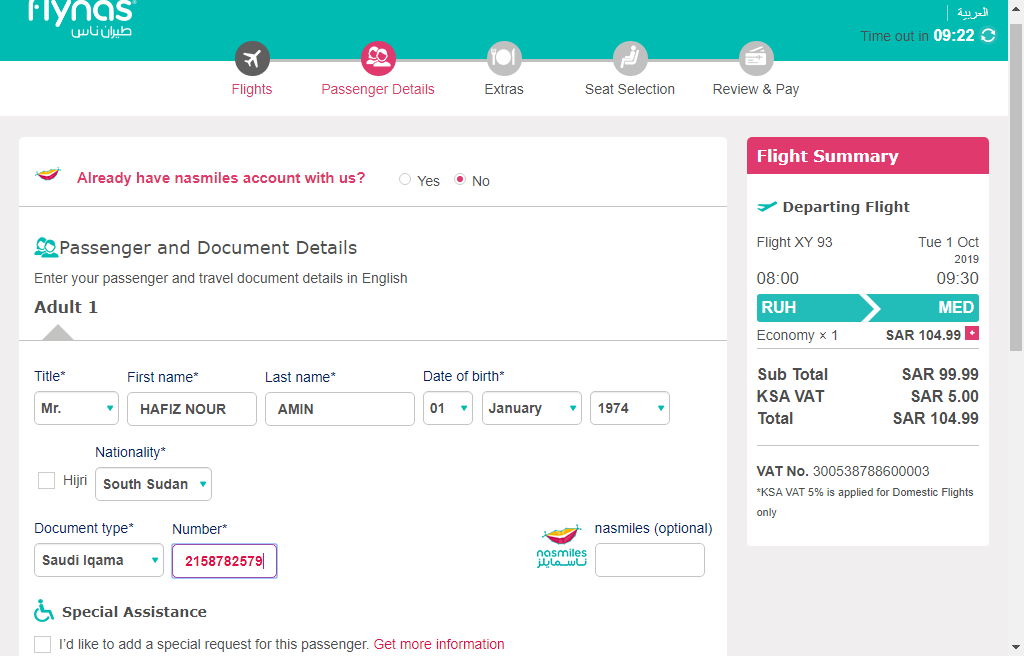 flynas
طيران ناس
العربية
Time out in 09:22
Flights
Passenger Details
Extras
Seat Selection
Review & Pay
Already have nasmiles account with us? Yes No
Passenger and Document Details
Enter your passenger and travel document details in English
Adult 1
Title* First name* Last name* Date of birth*
Mr. HAFIZ NOUR AMIN 01 January 1974
Nationality*
Hijri South Sudan
Document type* Number* nasmiles (optional)
Saudi Iqama 2158782579
nasmiles
ناسمايلز
Special Assistance
I'd like to add a special request for this passenger. Get more information
Flight Summary
Departing Flight
Flight XY 93 Tue 1 Oct
2019
08:00 09:30
RUH MED
Economy × 1 SAR 104.99 +
Sub Total SAR 99.99
KSA VAT SAR 5.00
Total SAR 104.99
VAT No. 300538788600003
*KSA VAT 5% is applied for Domestic Flights
only